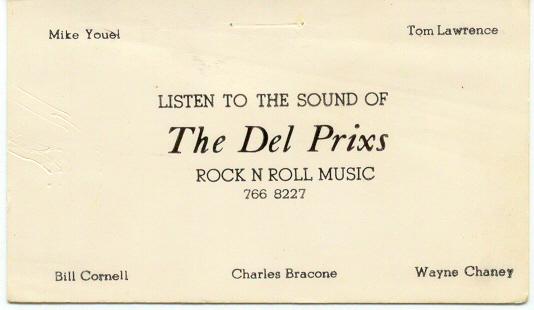 Mike Youel
Tom Lawrence
LISTEN TO THE SOUND OF
The Del Prixs
ROCK N ROLL MUSIC
766 8227
Bill Cornell
Charles Bracone
Wayne Chaney